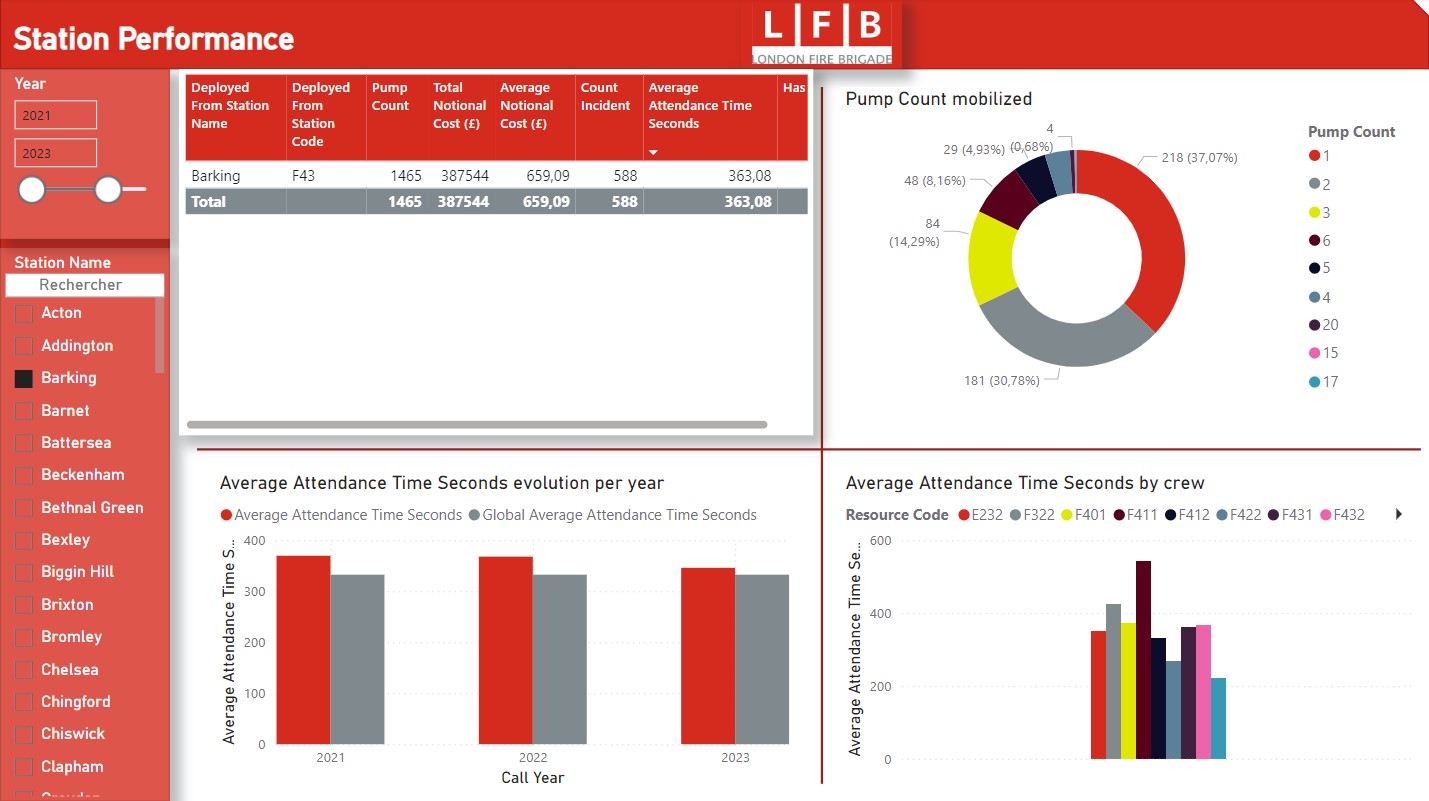 Station Performance
L F B
LONDON FIRE BRIGADE
Year
2021
2023
Station Name
Rechercher
Acton
Addington
Barking
Barnet
Battersea
Beckenham
Bethnal Green
Bexley
Biggin Hill
Brixton
Bromley
Chelsea
Chingford
Chiswick
Clapham
Deployed From Station Name
Deployed From Station Code
Pump Count
Total Notional Cost (£)
Average Notional Cost (£)
Count Incident
Average Attendance Time Seconds
Has
Barking F43 1465 387544 659,09 588 363,08
Total 1465 387544 659,09 588 363,08
Pump Count mobilized
4
(0,68%)
29 (4,93%)
218 (37,07%)
48 (8,16%)
84
(14,29%)
181 (30,78%)
Pump Count
1
2
3
6
5
4
20
15
17
Average Attendance Time Seconds evolution per year
Average Attendance Time Seconds Global Average Attendance Time Seconds
Average Attendance Time S...
400
300
200
100
0
2021 2022 2023
Call Year
Average Attendance Time Seconds by crew
Resource Code E232 F322 F401 F411 F412 F422 F431 F432
Average Attendance Time Se...
600
400
200
0